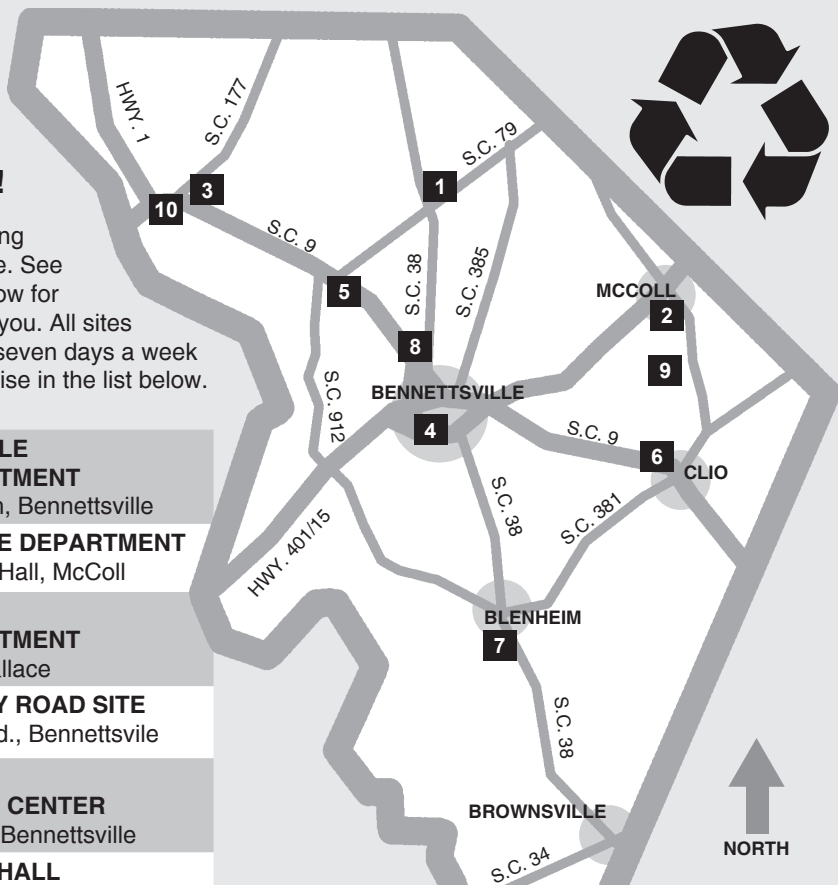 !
ng
e. See
ow for
you. All sites
seven days a week
ise in the list below.
LE
TMENT
n, Bennettsville
E DEPARTMENT
Hall, McColl
TMENT
allace
Y ROAD SITE
d., Bennettsvile
CENTER
Bennettsville
HALL
HWY. 1
S.C. 177
S.C. 79
3
10
1
S.C. 9
S.C. 38
S.C. 385
5
MCCOLL
2
8
9
BENNETTSVILLE
S.C. 912
4
S.C. 9
6
CLIO
S.C. 38
S.C. 381
HWY. 401/15
BLENHEIM
7
S.C. 38
BROWNSVILLE
S.C. 34
NORTH